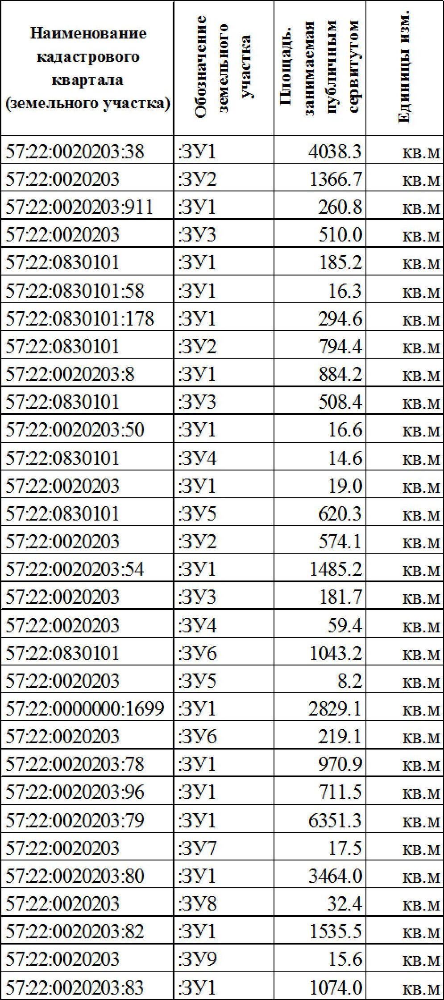 Наименование
кадастрового
квартала
(земельного участка)
Обозначение
земельного
участка
Площадь.
занимаемая
публичным
сервитутом
Единицы изм.
57:22:0020203:38 :ЗУ1 4038.3 кв.м
57:22:0020203 :ЗУ2 1366.7 кв.м
57:22:0020203:911 :ЗУ1 260.8 кв.м
57:22:0020203 :ЗУ3 510.0 кв.м
57:22:0830101 :ЗУ1 185.2 кв.м
57:22:0830101:58 :ЗУ1 16.3 кв.м
57:22:0830101:178 :ЗУ1 294.6 кв.м
57:22:0830101 :ЗУ2 794.4 кв.м
57:22:0020203:8 :ЗУ1 884.2 кв.м
57:22:0830101 :ЗУ3 508.4 кв.м
57:22:0020203:50 :ЗУ1 16.6 кв.м
57:22:0830101 :ЗУ4 14.6 кв.м
57:22:0020203 :ЗУ1 19.0 кв.м
57:22:0830101 :ЗУ5 620.3 кв.м
57:22:0020203 :ЗУ2 574.1 кв.м
57:22:0020203:54 :ЗУ1 1485.2 кв.м
57:22:0020203 :ЗУ3 181.7 кв.м
57:22:0020203 :ЗУ4 59.4 кв.м
57:22:0830101 :ЗУ6 1043.2 кв.м
57:22:0020203 :ЗУ5 8.2 кв.м
57:22:0000000:1699 :ЗУ1 2829.1 кв.м
57:22:0020203 :ЗУ6 219.1 кв.м
57:22:0020203:78 :ЗУ1 970.9 кв.м
57:22:0020203:96 :ЗУ1 711.5 кв.м
57:22:0020203:79 :ЗУ1 6351.3 кв.м
57:22:0020203 :ЗУ7 17.5 кв.м
57:22:0020203:80 :ЗУ1 3464.0 кв.м
57:22:0020203 :ЗУ8 32.4 кв.м
57:22:0020203:82 :ЗУ1 1535.5 кв.м
57:22:0020203 :ЗУ9 15.6 кв.м
57:22:0020203:83 :ЗУ1 1074.0 кв.м